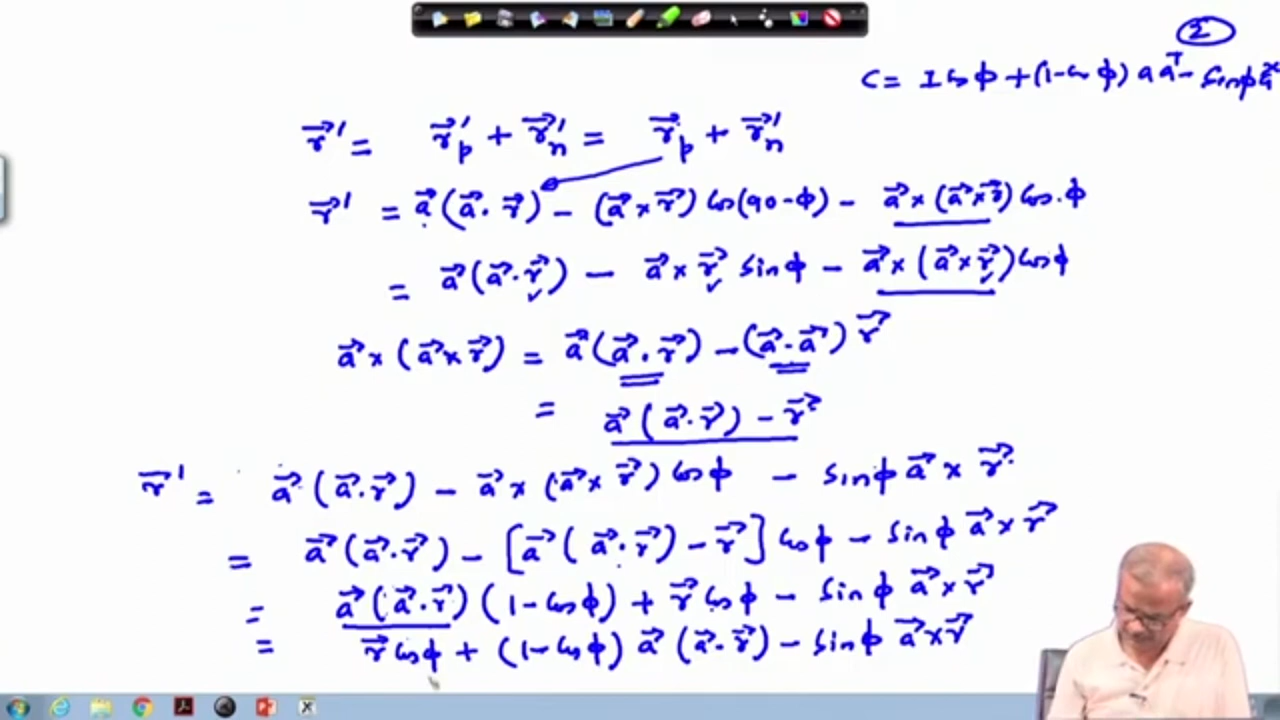 2
C = I cos φ + (1 - cos φ) a aᵀ - sin φ aˣ
r⃗' = r⃗'ₚ + r⃗'ₙ = r⃗ₚ + r⃗'ₙ
r⃗' = a⃗ (a⃗ · r⃗) - (a⃗ × r⃗) cos(90 - φ) - a⃗ × (a⃗ × r⃗) cos φ
= a⃗ (a⃗ · r⃗) - a⃗ × r⃗ sin φ - a⃗ × (a⃗ × r⃗) cos φ
a⃗ × (a⃗ × r⃗) = a⃗ (a⃗ · r⃗) - (a⃗ · a⃗) r⃗
= a⃗ (a⃗ · r⃗) - r⃗
r⃗' = a⃗ (a⃗ · r⃗) - a⃗ × (a⃗ × r⃗) cos φ - sin φ a⃗ × r⃗
= a⃗ (a⃗ · r⃗) - [a⃗ (a⃗ · r⃗) - r⃗] cos φ - sin φ a⃗ × r⃗
= a⃗ (a⃗ · r⃗) (1 - cos φ) + r⃗ cos φ - sin φ a⃗ × r⃗
= r⃗ cos φ + (1 - cos φ) a⃗ (a⃗ · r⃗) - sin φ a⃗ × r⃗